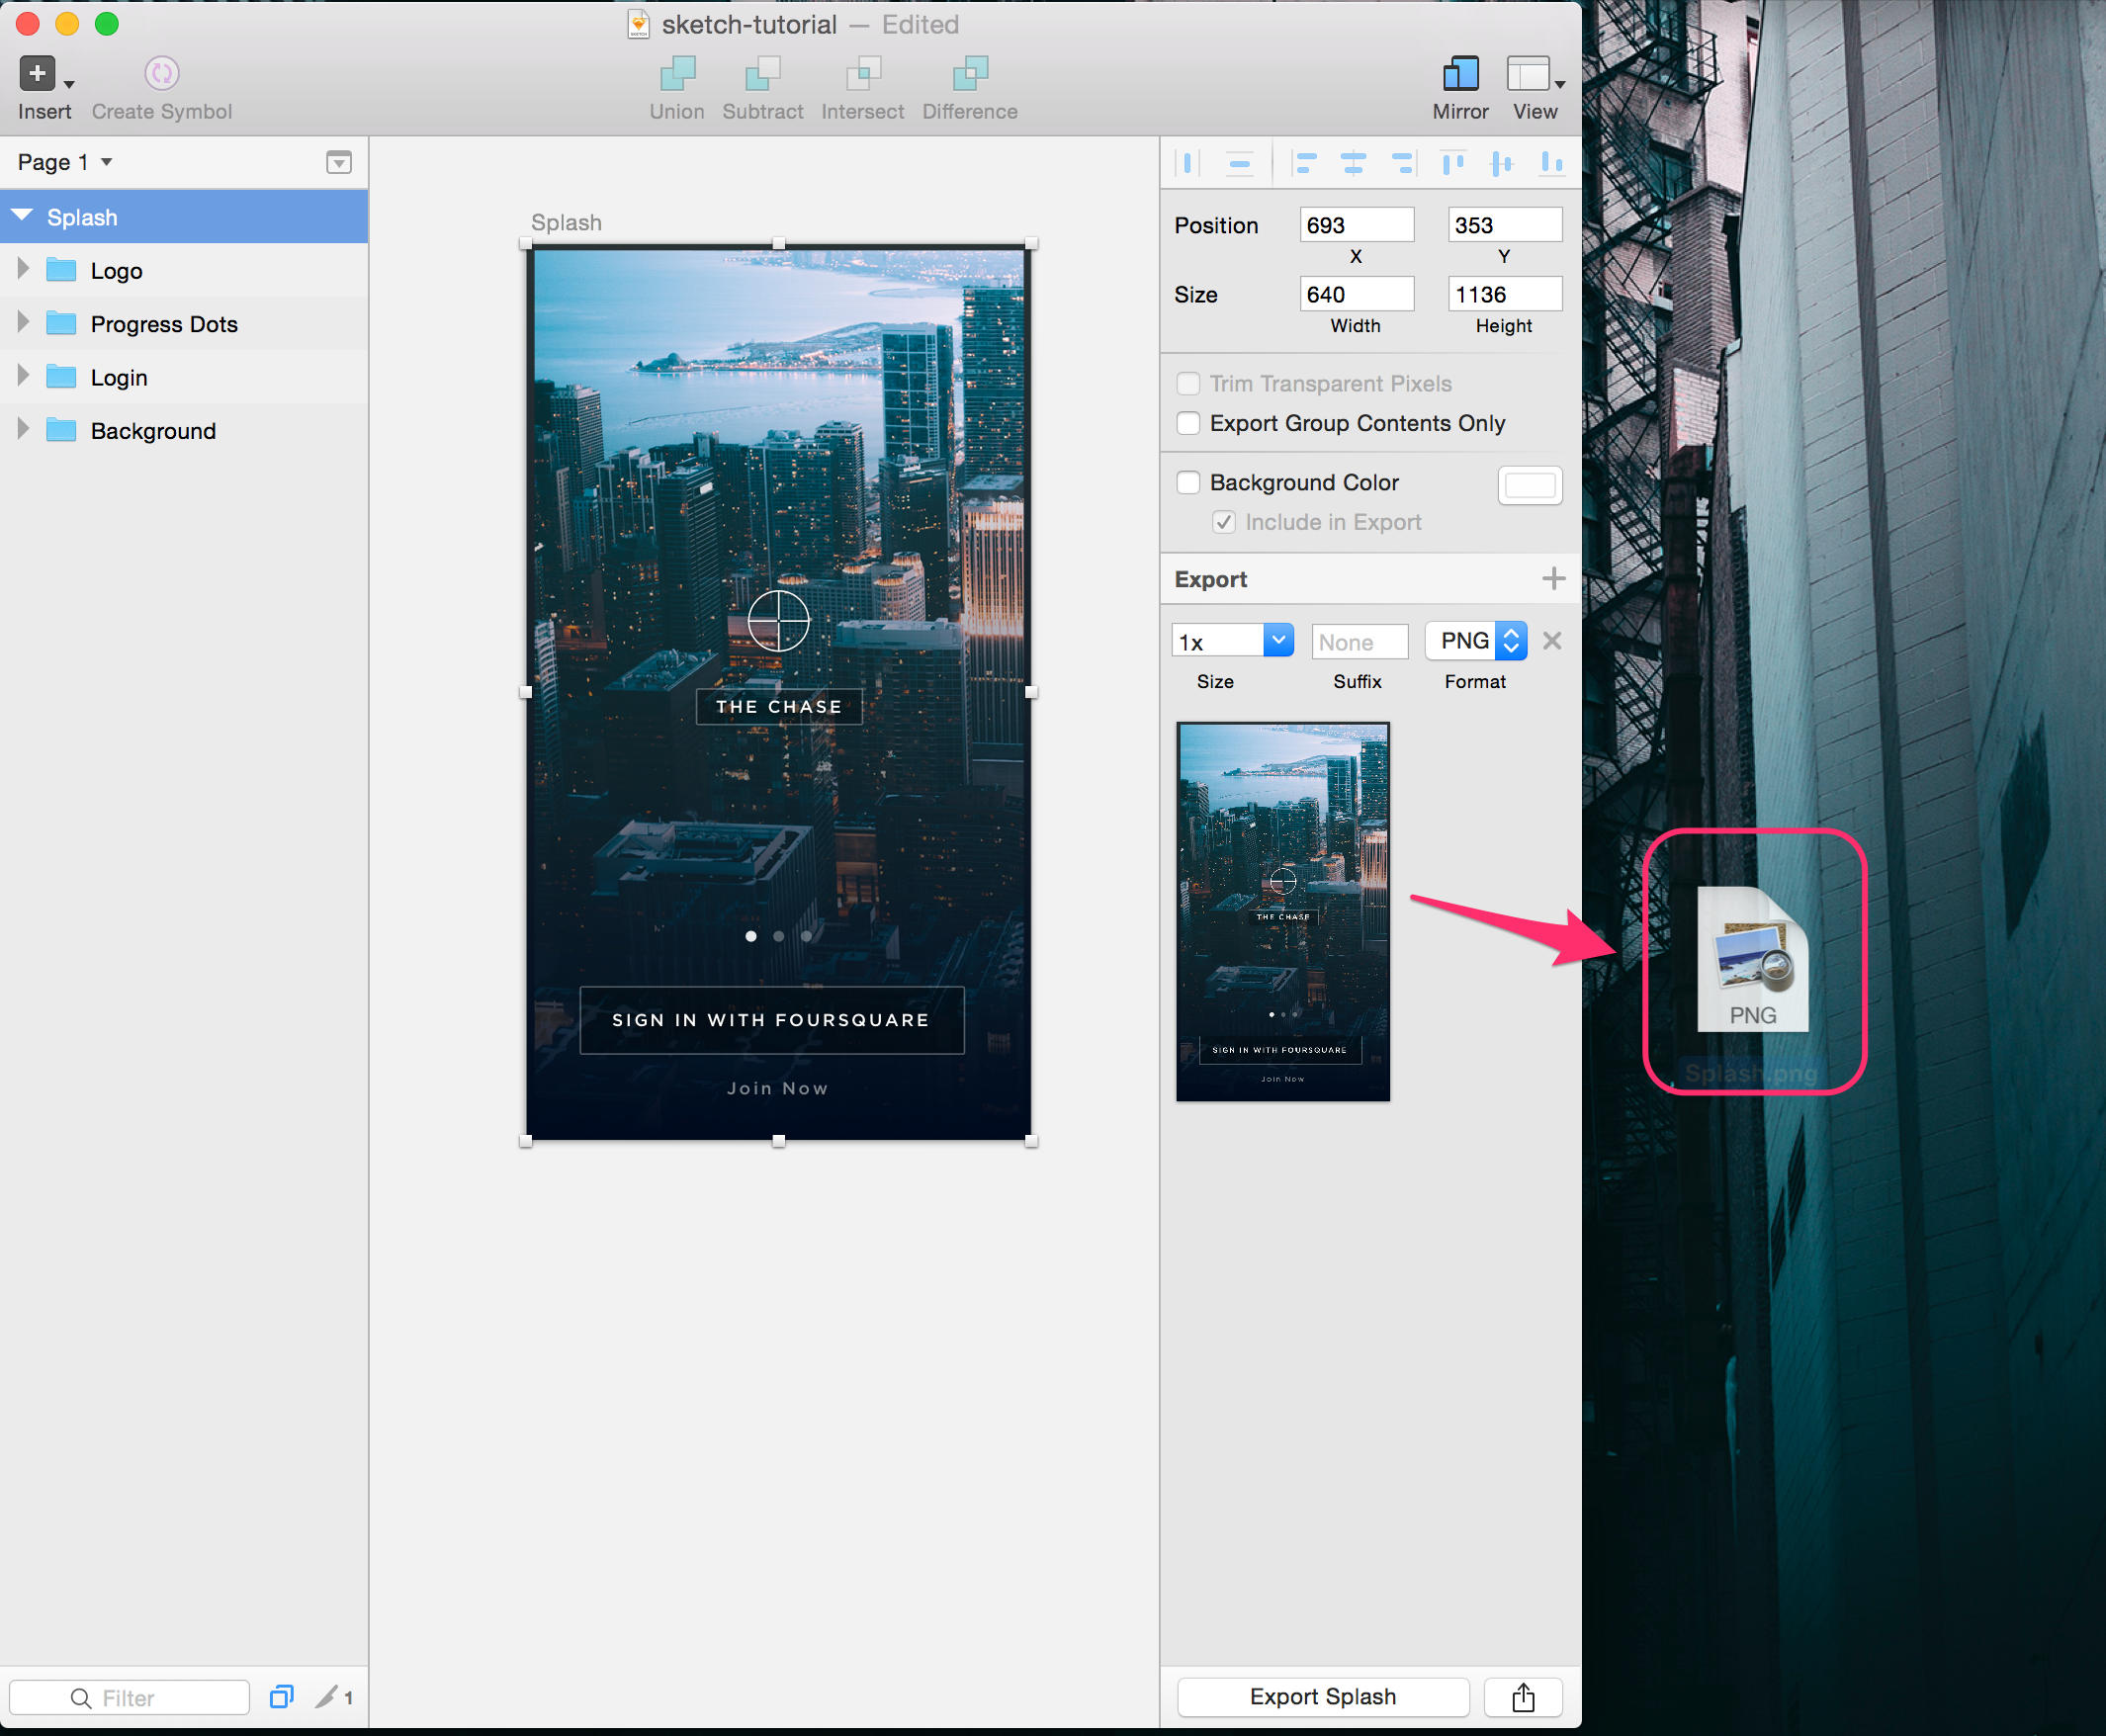 sketch-tutorial — Edited
Insert
Create Symbol
Union
Subtract
Intersect
Difference
Mirror
View
Page 1
Splash
Logo
Progress Dots
Login
Background
Filter
1
Splash
THE CHASE
SIGN IN WITH FOURSQUARE
Join Now
Position 693 353
X Y
Size 640 1136
Width Height
Trim Transparent Pixels
Export Group Contents Only
Background Color
Include in Export
Export
1x None PNG
Size Suffix Format
THE CHASE
SIGN IN WITH FOURSQUARE
Join Now
Export Splash
PNG
Splash.png